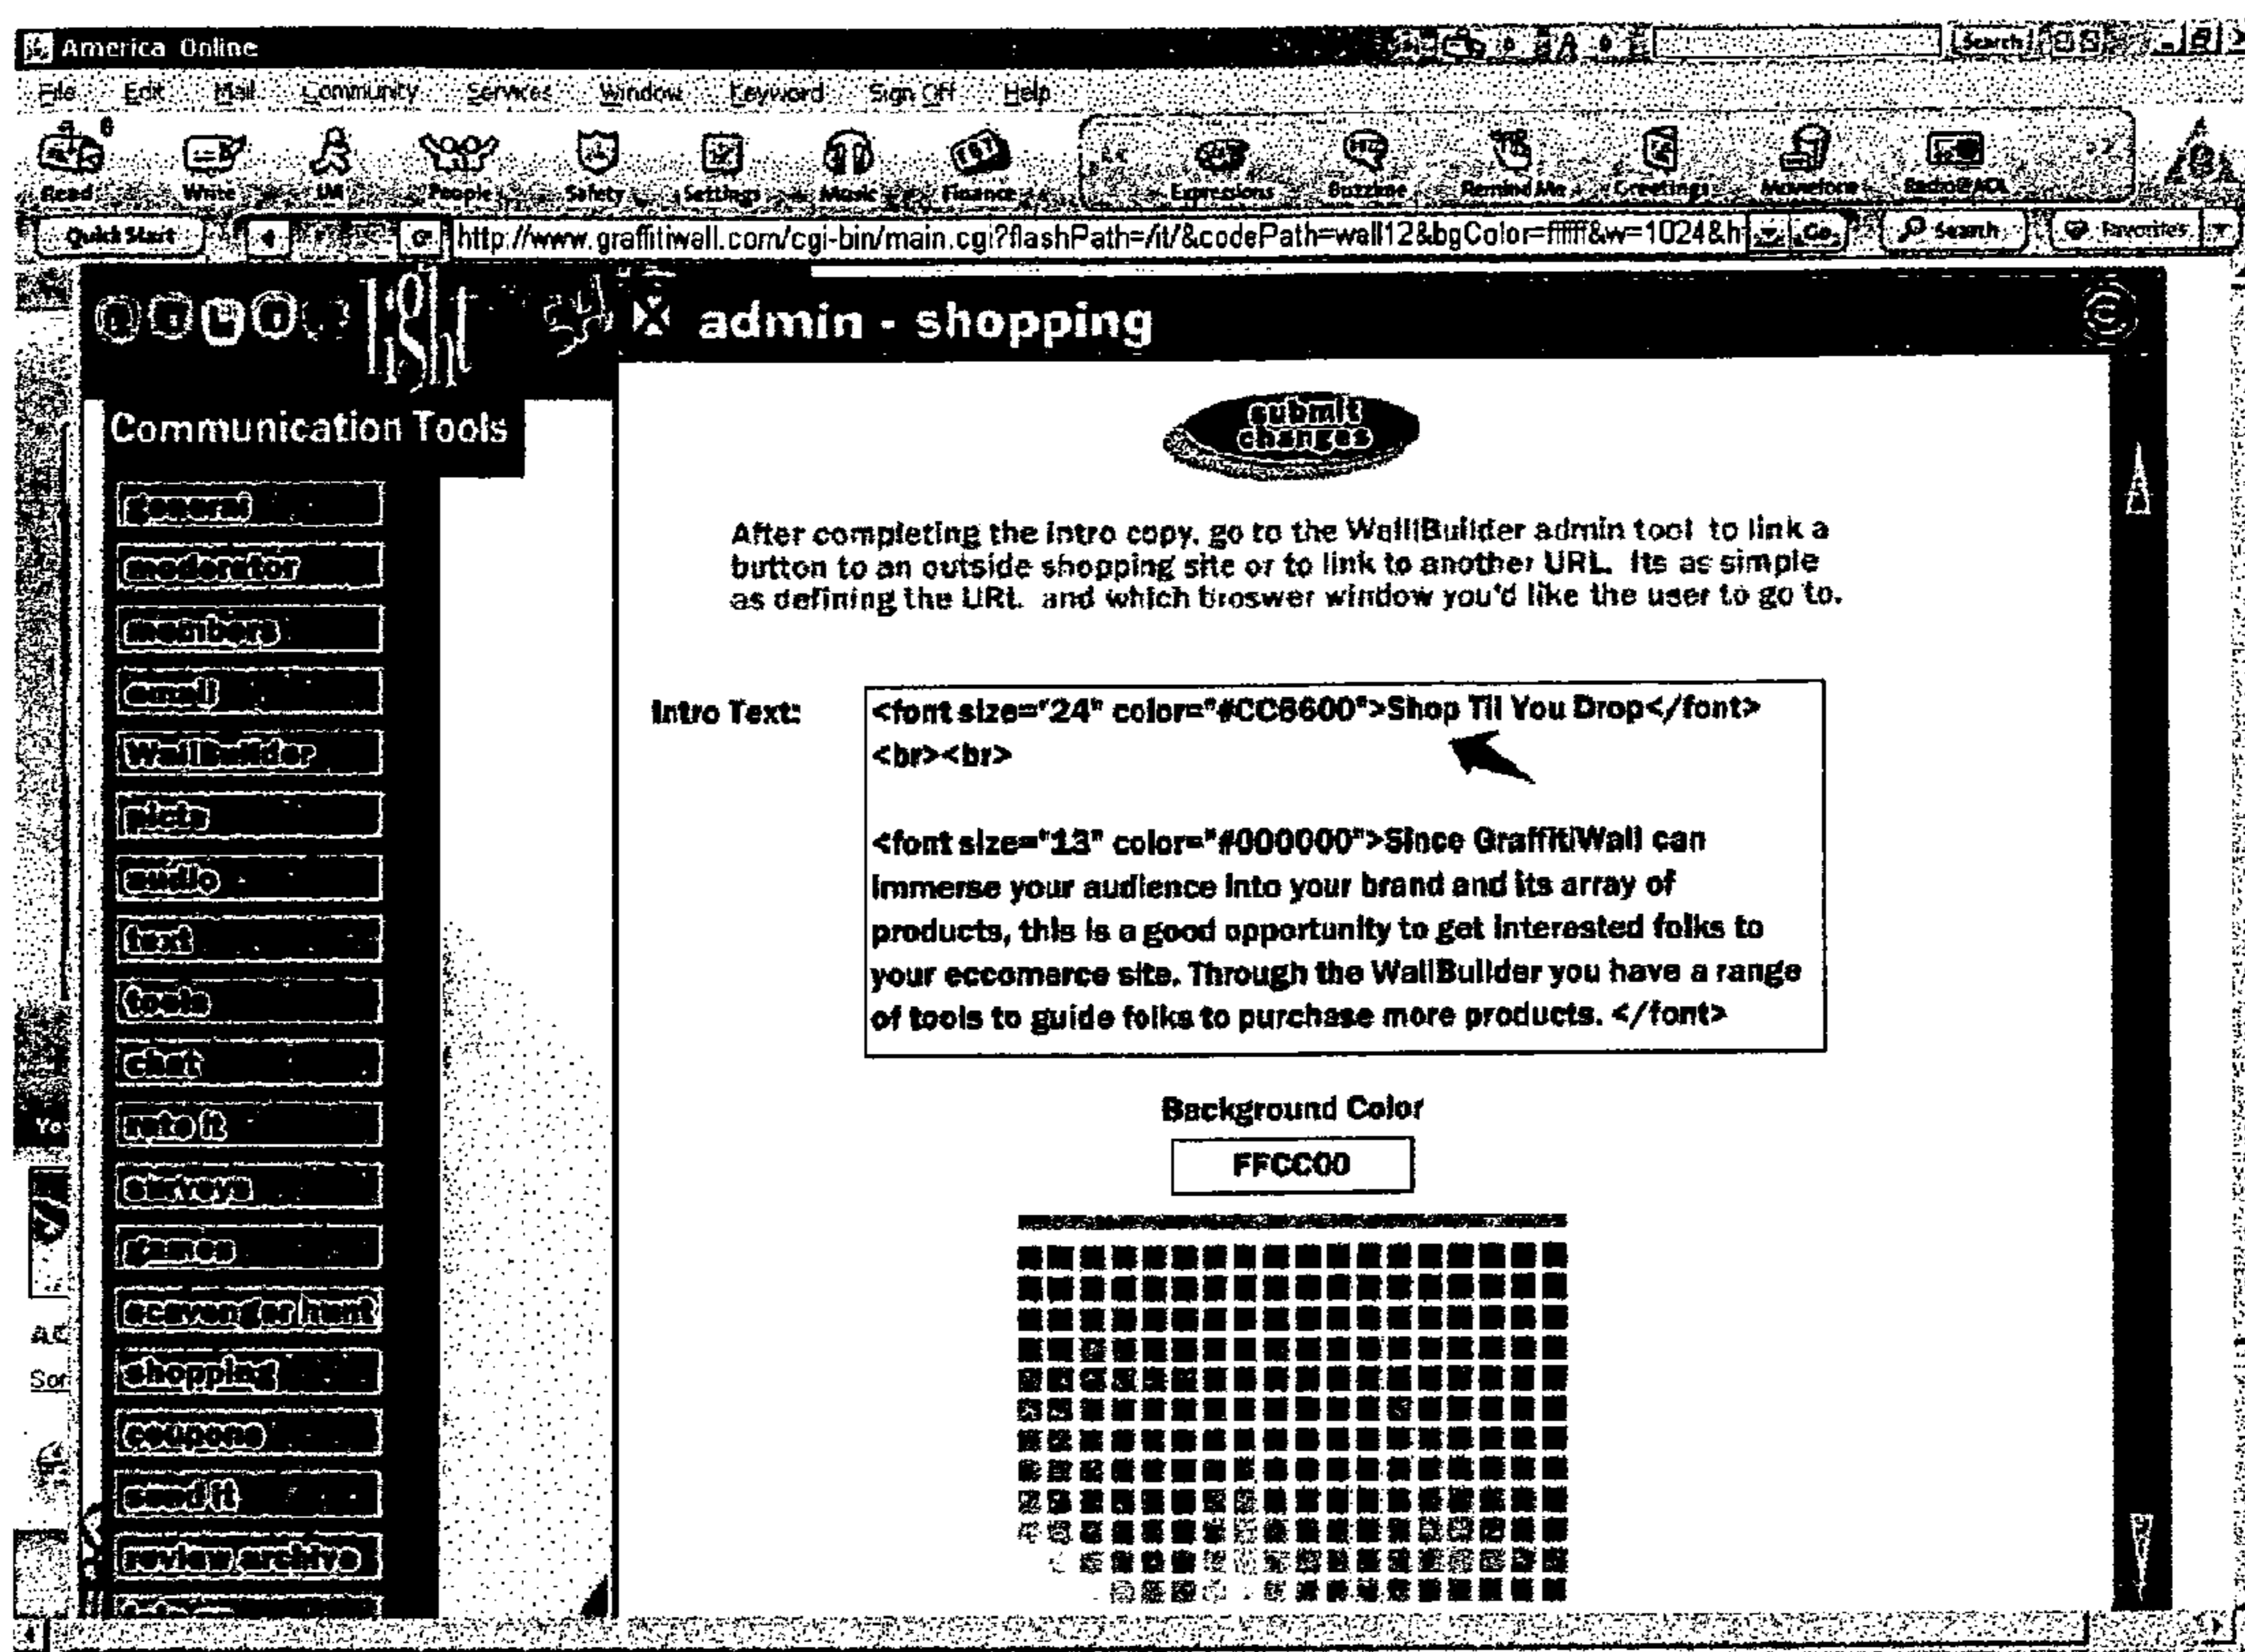 America Online
Search
File Edit Mail Community Services Window Keyword Sign Off Help
6
Read Write IM People Safety Settings Music Finance Expressions Buzzline Remind Me Greetings Moviefone Radio@AOL
Quick Start http://www.graffitiwall.com/cgi-bin/main.cgi?flashPath=/it/&codePath=wall12&bgColor=ffffff&w=1024&h Go Search Favorites
light
admin - shopping
Communication Tools
submit
changes
general
moderator
members
email
WallBuilder
picts
audio
text
tools
chat
rate it
surveys
games
scavenger hunt
shopping
coupons
send it
review archive
After completing the intro copy, go to the WallBuilder admin tool to link a
button to an outside shopping site or to link to another URL. Its as simple
as defining the URL and which broswer window you'd like the user to go to.
Intro Text:
<font size="24" color="#CC6600">Shop Til You Drop</font>
<br><br>
<font size="13" color="#000000">Since GraffitiWall can
immerse your audience into your brand and its array of
products, this is a good opportunity to get interested folks to
your eccomerce site. Through the WallBuilder you have a range
of tools to guide folks to purchase more products. </font>
Background Color
FFCC00
Yo
Sor